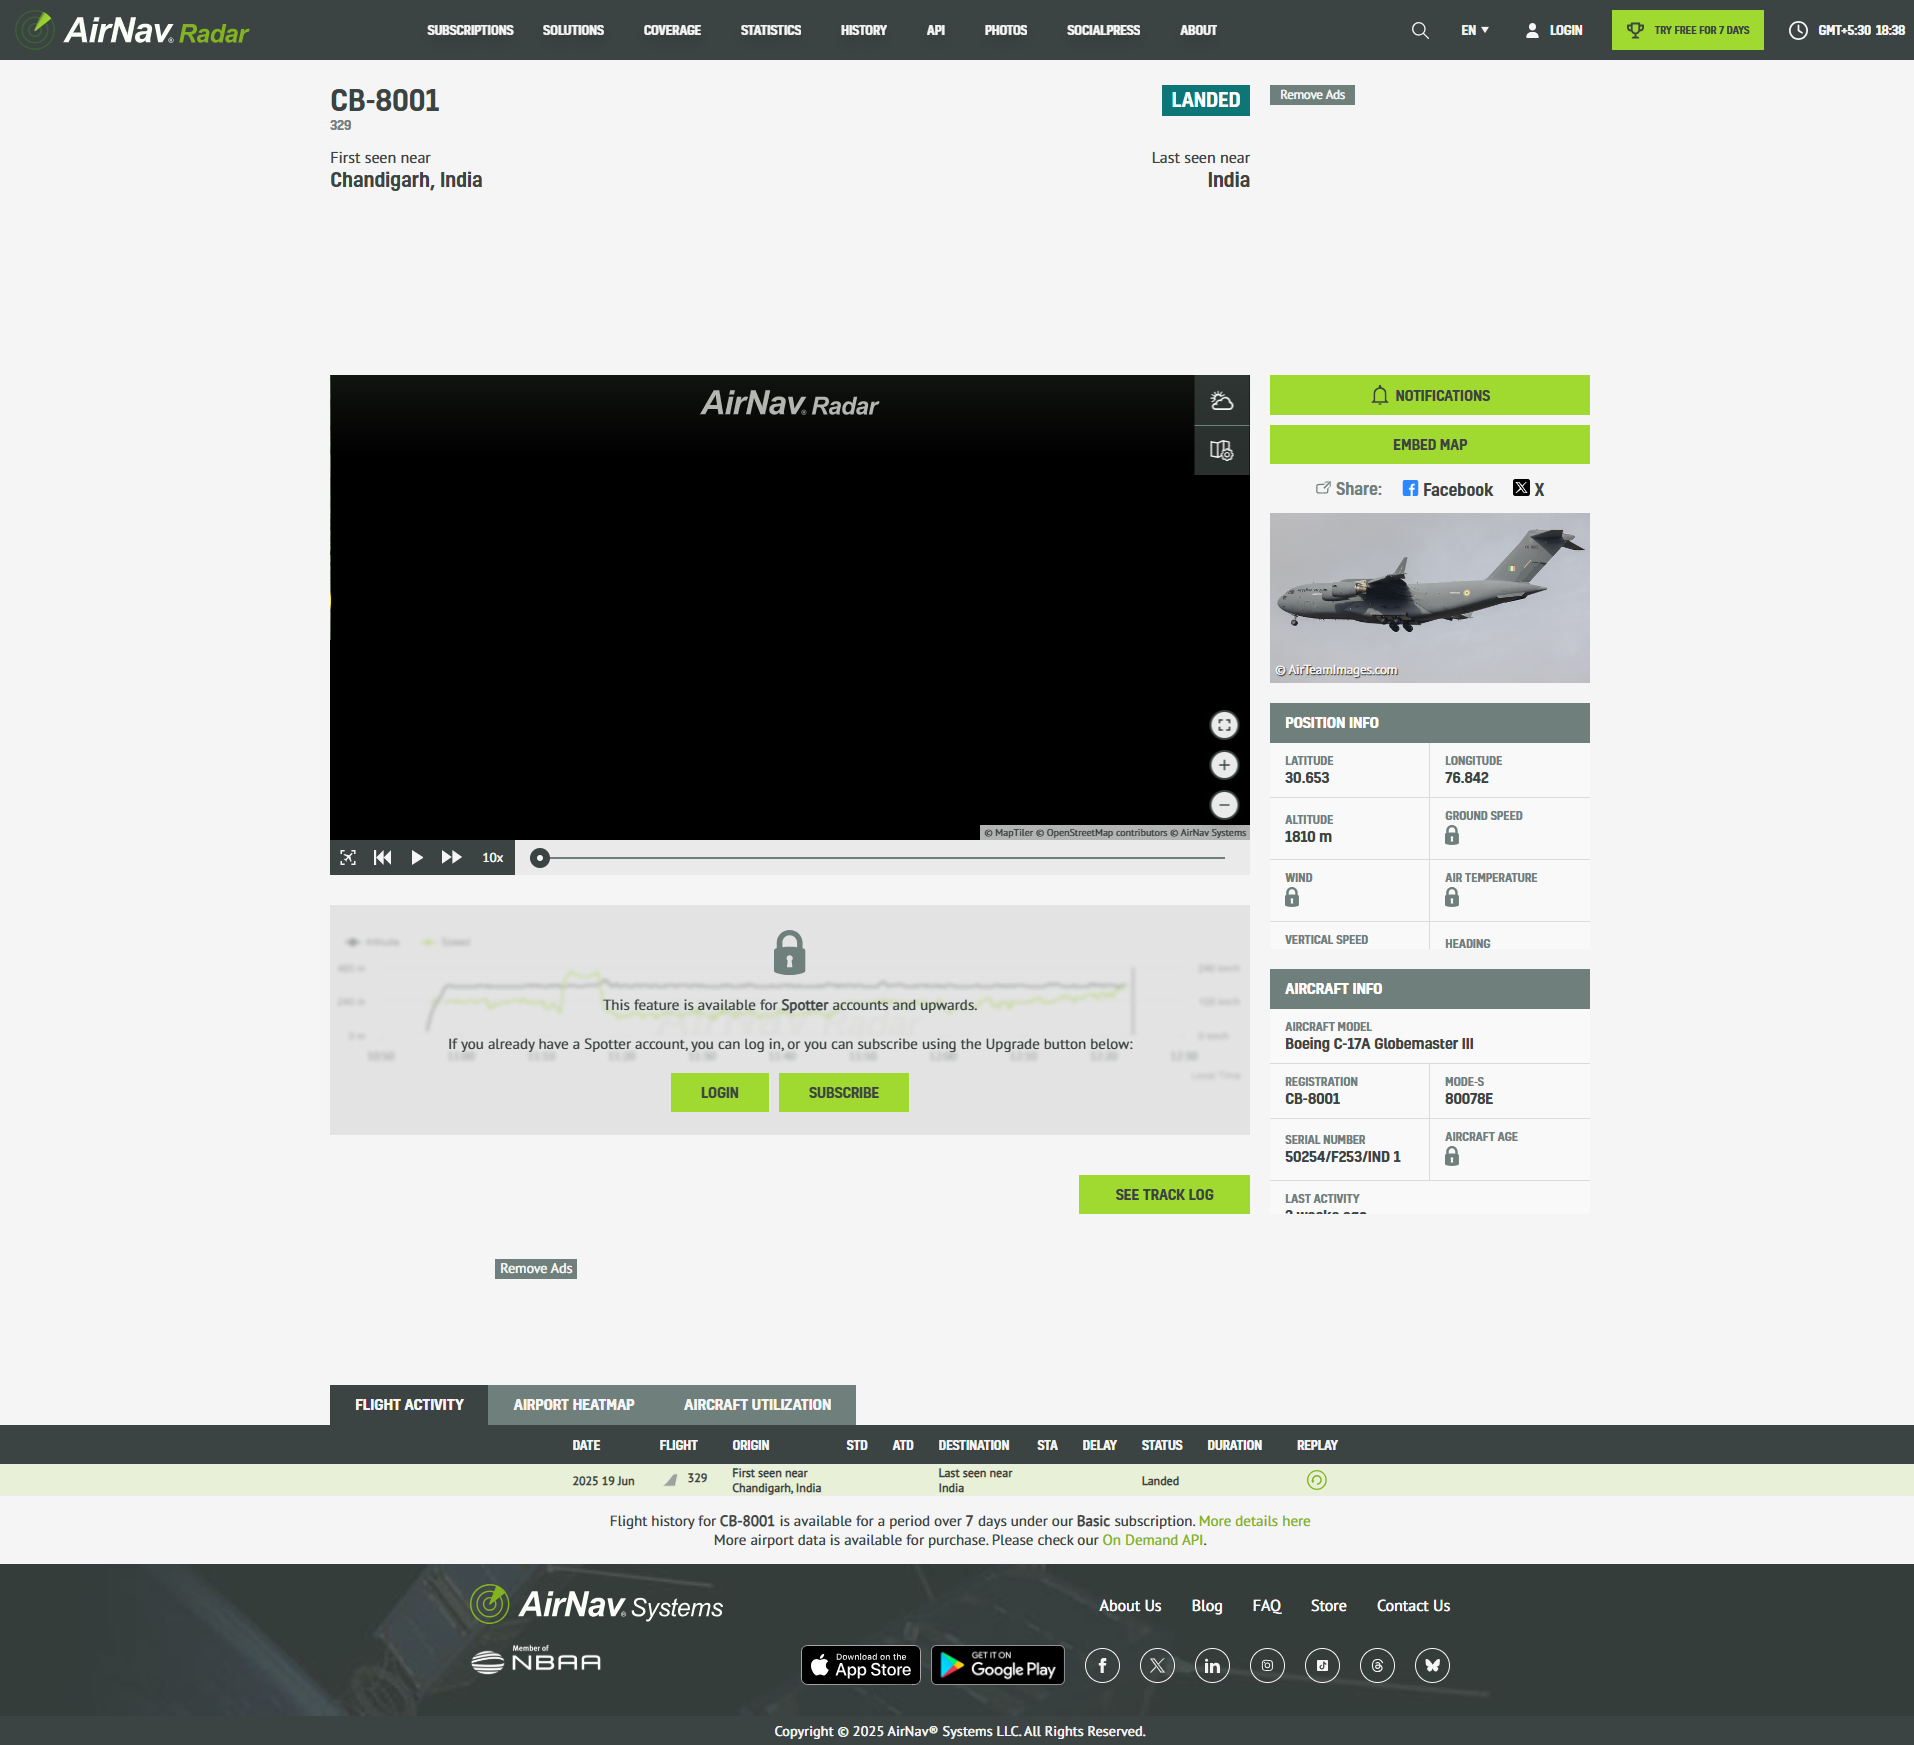 AirNav® Radar
SUBSCRIPTIONS SOLUTIONS COVERAGE STATISTICS HISTORY API PHOTOS SOCIALPRESS ABOUT
EN LOGIN TRY FREE FOR 7 DAYS GMT+5:30 18:38
CB-8001
329
LANDED
Remove Ads
First seen near
Chandigarh, India
Last seen near
India
AirNav® Radar
© MapTiler © OpenStreetMap contributors © AirNav Systems
10x
NOTIFICATIONS
EMBED MAP
Share: Facebook X
© AirTeamImages.com
POSITION INFO
LATITUDE
30.653
LONGITUDE
76.842
ALTITUDE
1810 m
GROUND SPEED
WIND
AIR TEMPERATURE
VERTICAL SPEED
HEADING
Altitude Speed
This feature is available for Spotter accounts and upwards.
If you already have a Spotter account, you can log in, or you can subscribe using the Upgrade button below:
LOGIN SUBSCRIBE
AIRCRAFT INFO
AIRCRAFT MODEL
Boeing C-17A Globemaster III
REGISTRATION
CB-8001
MODE-S
80078E
SERIAL NUMBER
50254/F253/IND 1
AIRCRAFT AGE
LAST ACTIVITY
SEE TRACK LOG
Remove Ads
FLIGHT ACTIVITY AIRPORT HEATMAP AIRCRAFT UTILIZATION
DATE FLIGHT ORIGIN STD ATD DESTINATION STA DELAY STATUS DURATION REPLAY
2025 19 Jun 329 First seen near Chandigarh, India Last seen near India Landed
Flight history for CB-8001 is available for a period over 7 days under our Basic subscription. More details here
More airport data is available for purchase. Please check our On Demand API.
AirNav® Systems
About Us Blog FAQ Store Contact Us
Member of
NBAA
Download on the
App Store
GET IT ON
Google Play
Copyright © 2025 AirNav® Systems LLC. All Rights Reserved.